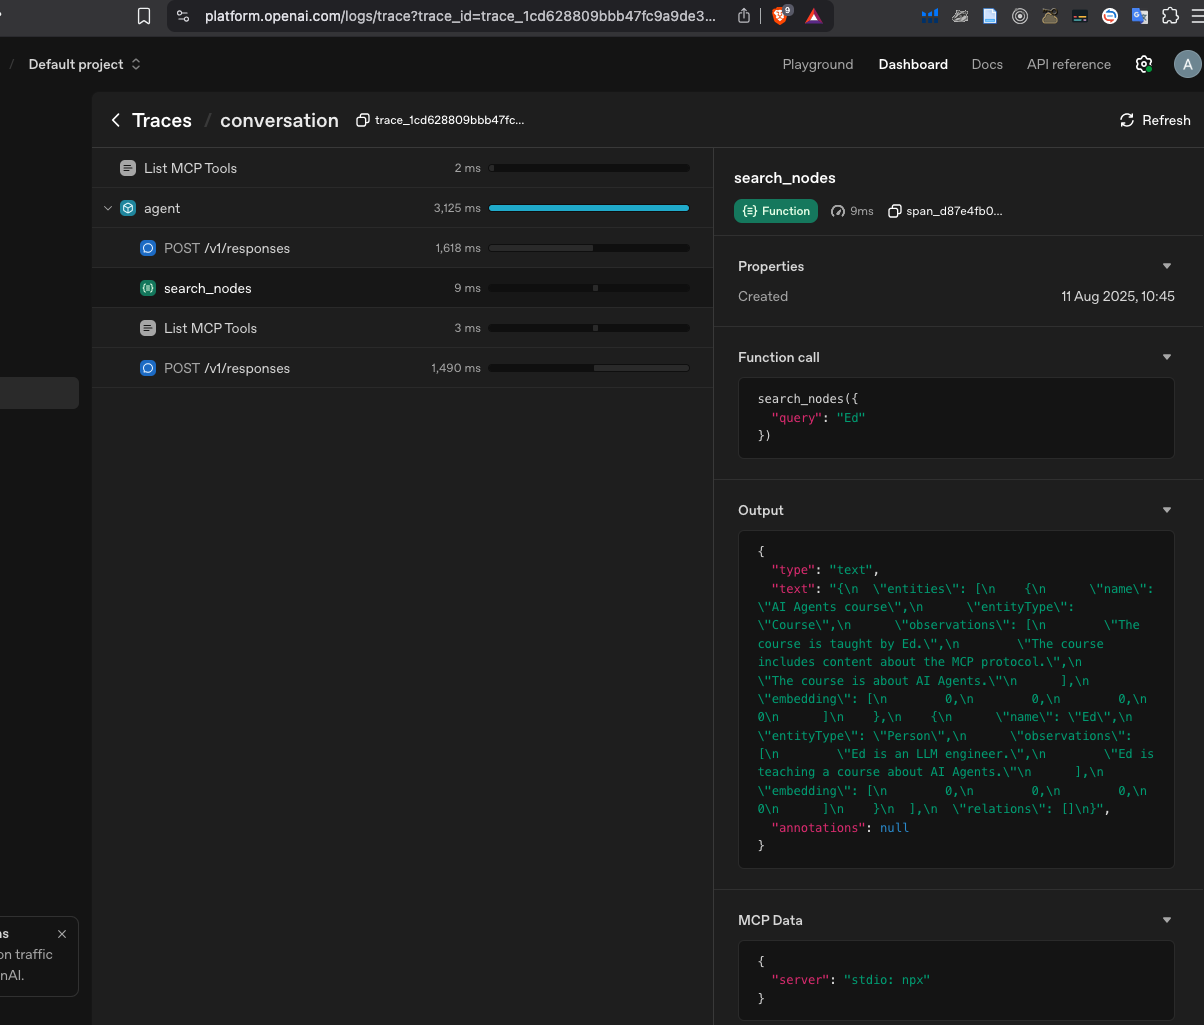 platform.openai.com/logs/trace?trace_id=trace_1cd628809bbb47fc9a9de3...
9
/ Default project
Playground
Dashboard
Docs
API reference
A
Traces / conversation
trace_1cd628809bbb47fc...
Refresh
List MCP Tools
2 ms
agent
3,125 ms
POST /v1/responses
1,618 ms
search_nodes
9 ms
List MCP Tools
3 ms
POST /v1/responses
1,490 ms
search_nodes
Function
9ms
span_d87e4fb0...
Properties
Created
11 Aug 2025, 10:45
Function call
search_nodes({
"query": "Ed"
})
Output
{
"type": "text",
"text": "{\n  \"entities\": [\n    {\n      \"name\":
\"AI Agents course\",\n      \"entityType\":
\"Course\",\n      \"observations\": [\n        \"The
course is taught by Ed.\",\n        \"The course
includes content about the MCP protocol.\",\n
\"The course is about AI Agents.\"\n      ],\n
\"embedding\": [\n        0,\n        0,\n        0,\n
0\n      ]\n    },\n    {\n      \"name\": \"Ed\",\n
\"entityType\": \"Person\",\n      \"observations\":
[\n        \"Ed is an LLM engineer.\",\n        \"Ed is
teaching a course about AI Agents.\"\n      ],\n
\"embedding\": [\n        0,\n        0,\n        0,\n
0\n      ]\n    }\n  ],\n  \"relations\": []\n}",
"annotations": null
}
MCP Data
{
"server": "stdio: npx"
}
on traffic
nAI.